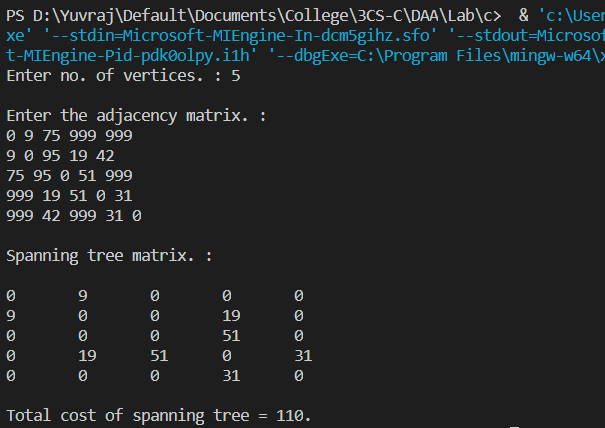 PS D:\Yuvraj\Default\Documents\College\3CS-C\DAA\Lab\c>  & 'c:\User
xe' '--stdin=Microsoft-MIEngine-In-dcm5gihz.sfo' '--stdout=Microsof
t-MIEngine-Pid-pdk0olpy.i1h' '--dbgExe=C:\Program Files\mingw-w64\x
Enter no. of vertices. : 5
Enter the adjacency matrix. :
0 9 75 999 999
9 0 95 19 42
75 95 0 51 999
999 19 51 0 31
999 42 999 31 0
Spanning tree matrix. :
0 9 0 0 0
9 0 0 19 0
0 0 0 51 0
0 19 51 0 31
0 0 0 31 0
Total cost of spanning tree = 110.